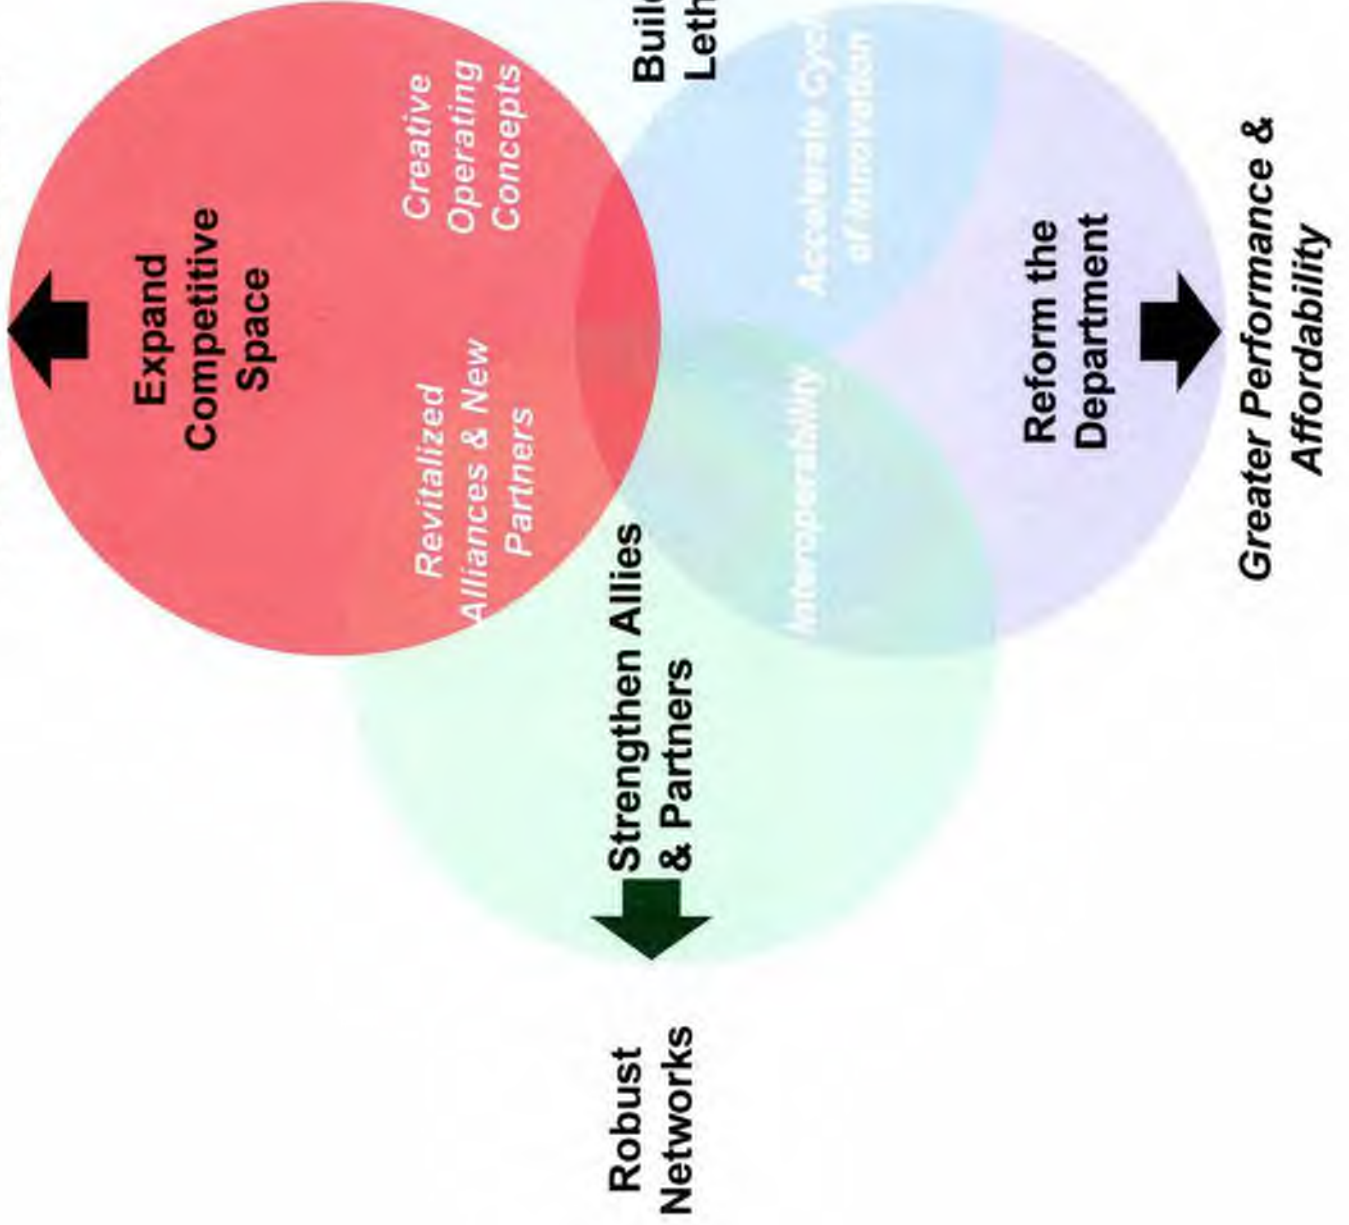 Expand
Competitive
Space
Revitalized
Alliances & New
Partners
Creative
Operating
Concepts
Robust
Networks
Strengthen Allies
& Partners
Interoperability
Accelerate Cycl
of Innovation
Reform the
Department
Greater Performance &
Affordability